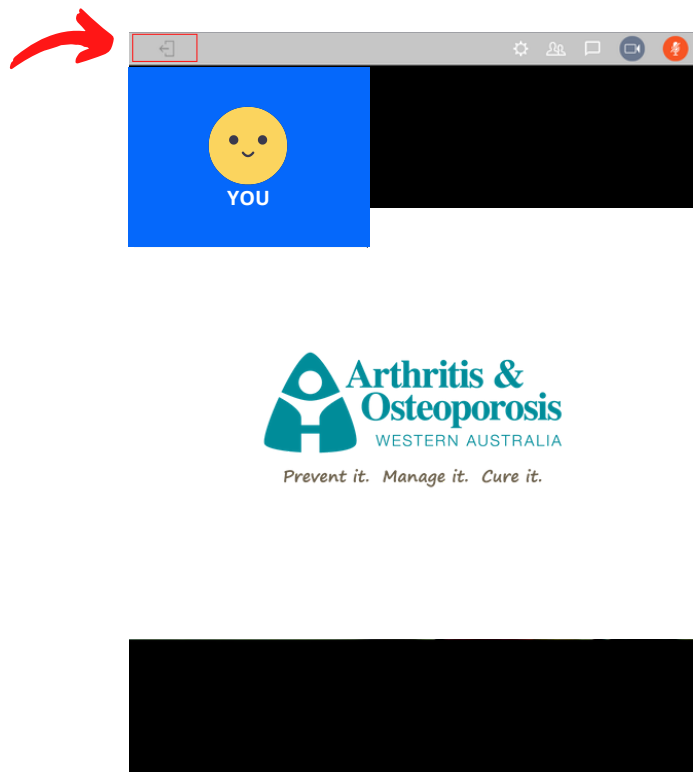 YOU
Arthritis &
Osteoporosis
WESTERN AUSTRALIA
Prevent it. Manage it. Cure it.